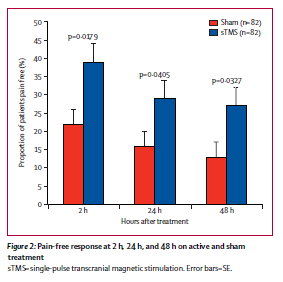 50
45
40
35
30
25
20
15
10
5
0
Proportion of patients pain free (%)
Sham (n=82)
sTMS (n=82)
p=0·0179
p=0·0405
p=0·0327
2 h
24 h
48 h
Hours after treatment
Figure 2: Pain-free response at 2 h, 24 h, and 48 h on active and sham
treatment
sTMS=single-pulse transcranial magnetic stimulation. Error bars=SE.